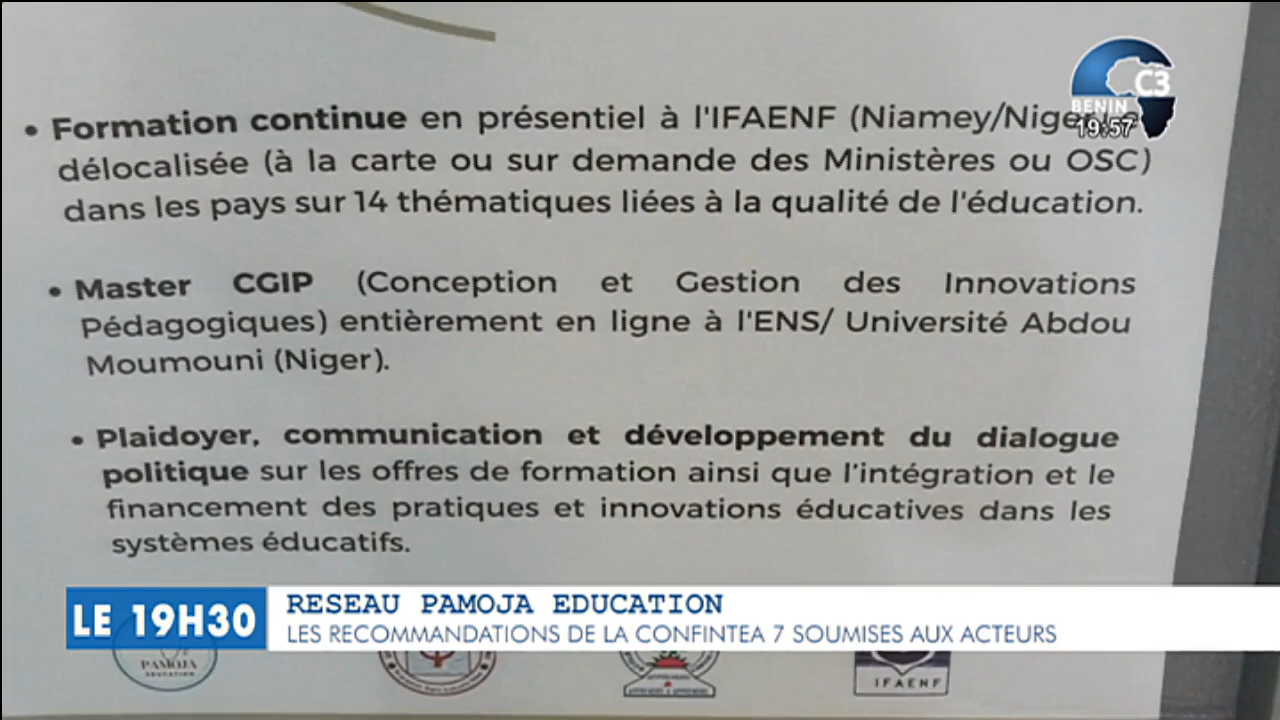 C3
BENIN
19:57
• Formation continue en présentiel à l'IFAENF (Niamey/Niger
délocalisée (à la carte ou sur demande des Ministères ou OSC)
dans les pays sur 14 thématiques liées à la qualité de l'éducation.
• Master CGIP (Conception et Gestion des Innovations
Pédagogiques) entièrement en ligne à l'ENS/ Université Abdou
Moumouni (Niger).
• Plaidoyer, communication et développement du dialogue
politique sur les offres de formation ainsi que l'intégration et le
financement des pratiques et innovations éducatives dans les
systèmes éducatifs.
LE 19H30
RESEAU PAMOJA EDUCATION
LES RECOMMANDATIONS DE LA CONFINTEA 7 SOUMISES AUX ACTEURS
PAMOJA
EDUCATION
IFAENF